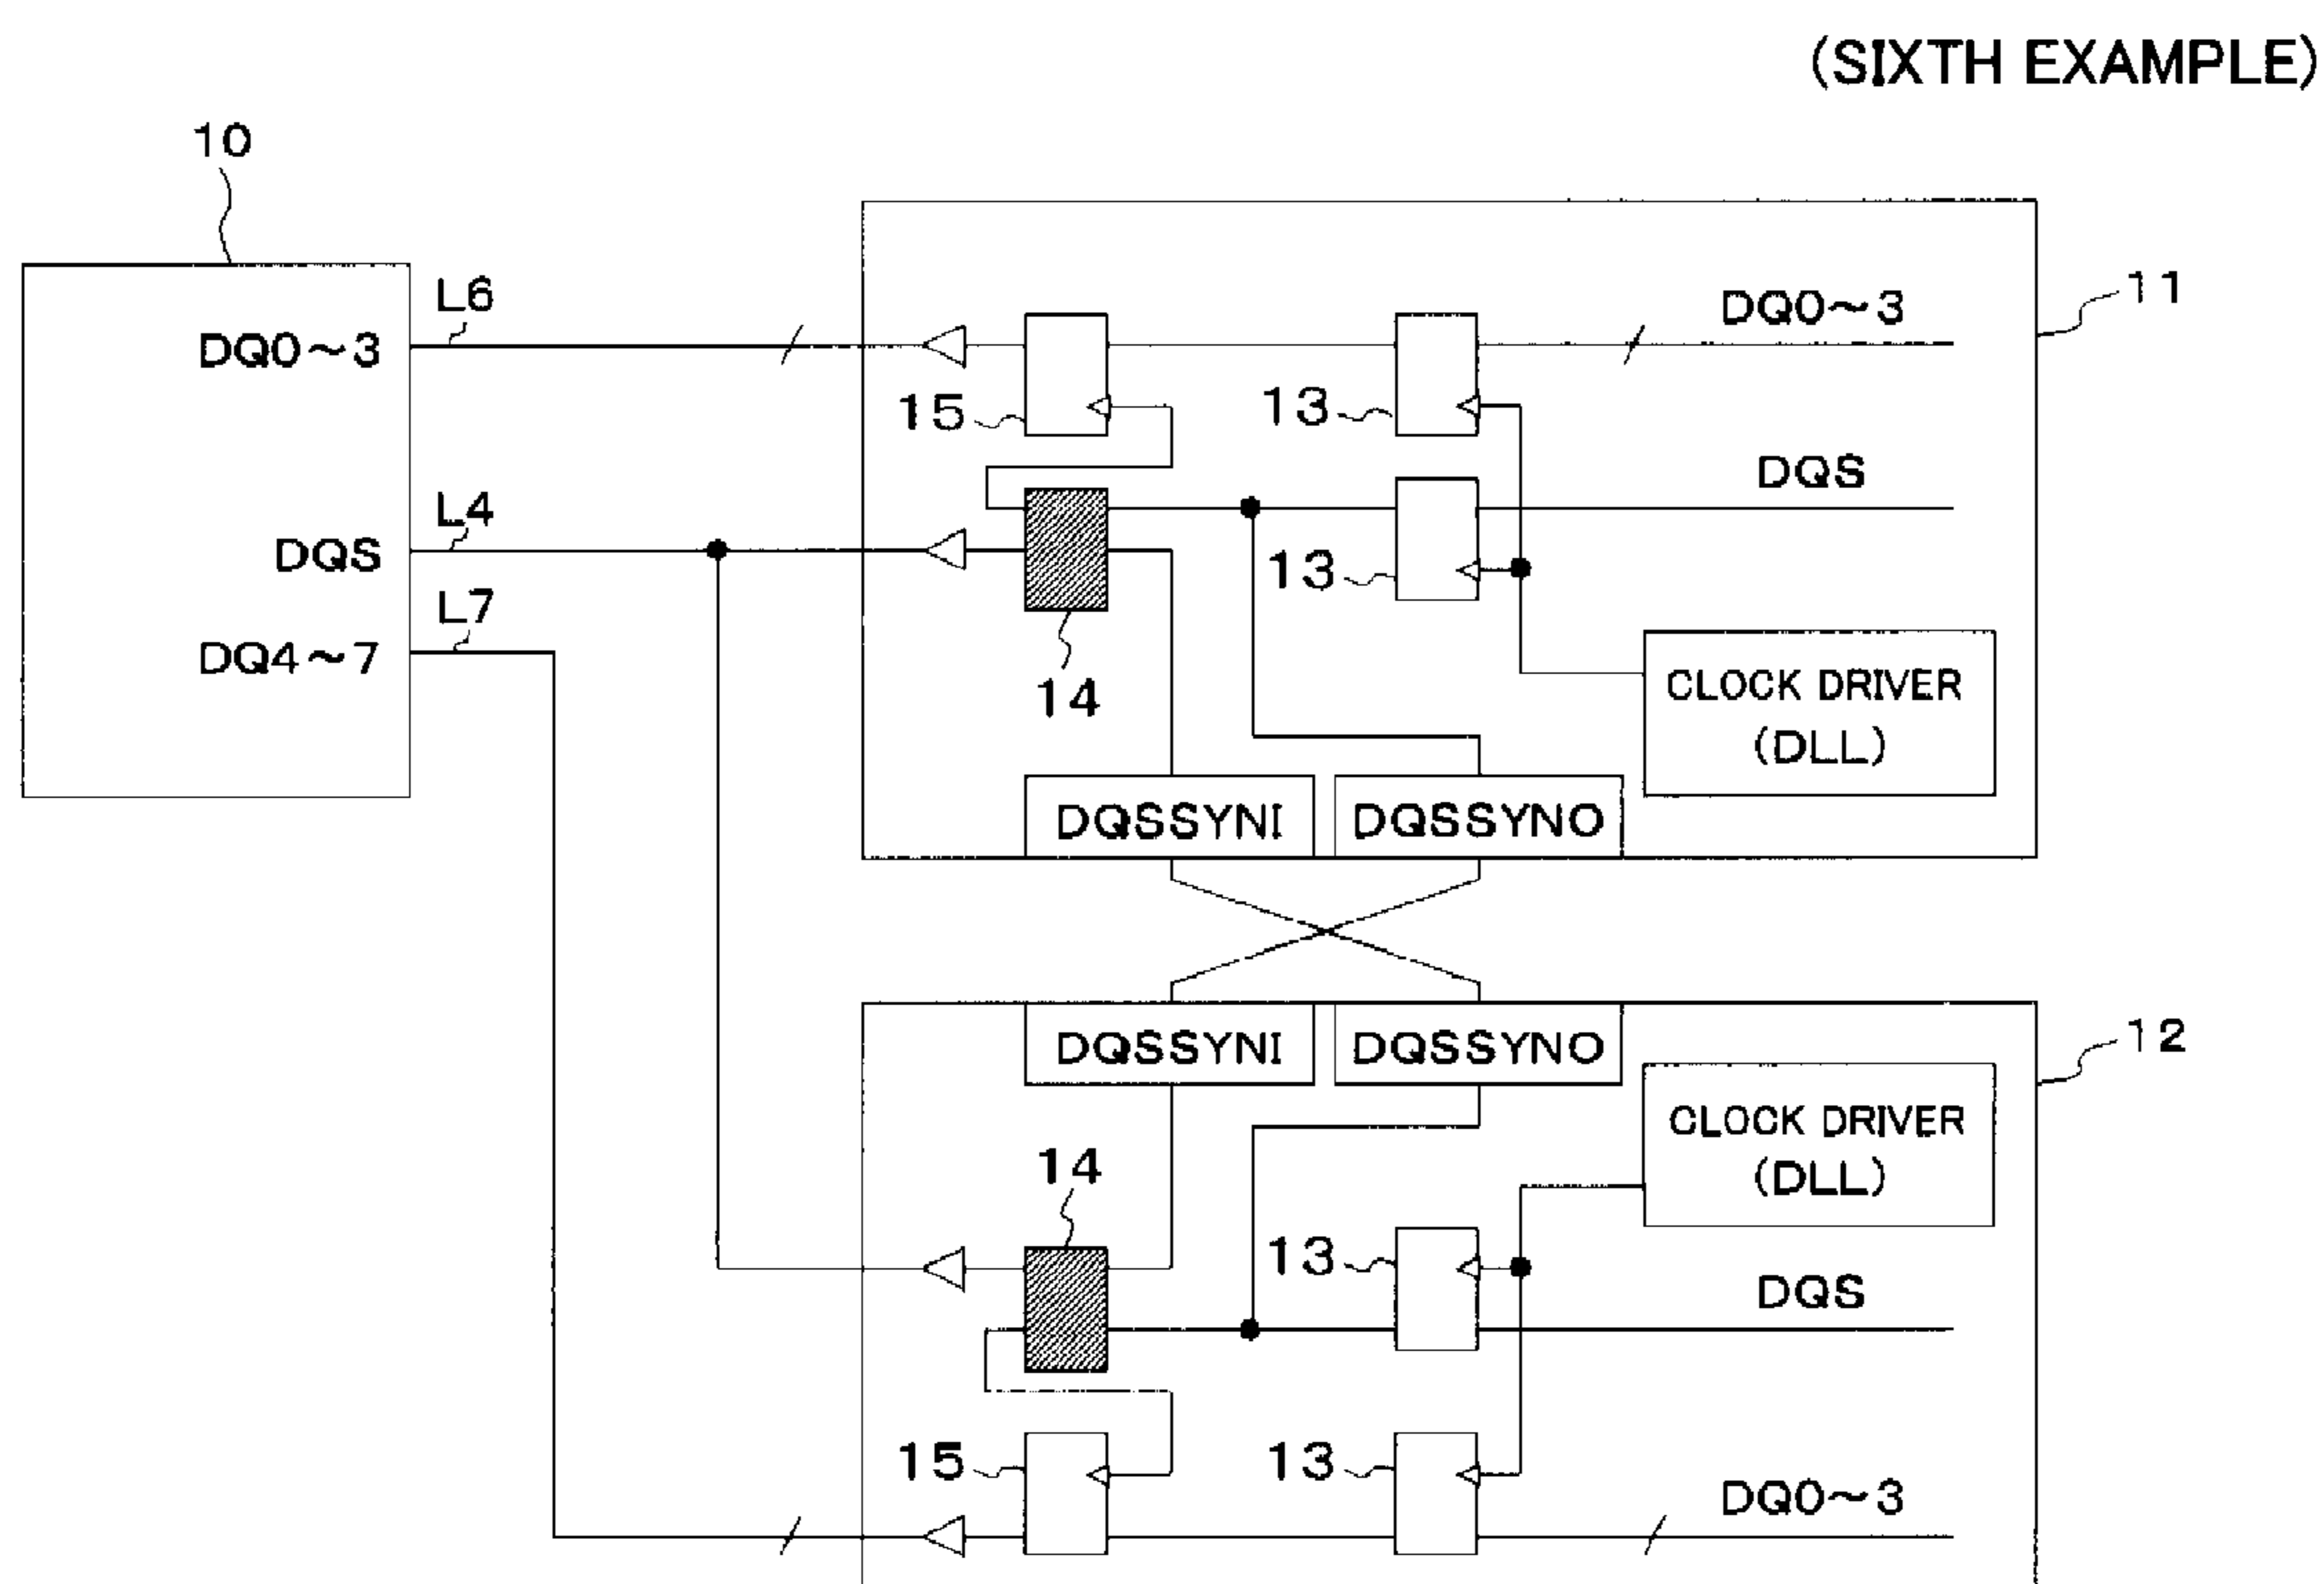 (SIXTH EXAMPLE)
10
L6
DQ0~3
DQ0~3
11
15
13
DQS
L4
DQS
13
L7
DQ4~7
14
CLOCK DRIVER
(DLL)
DQSSYNI
DQSSYNO
DQSSYNI
DQSSYNO
12
CLOCK DRIVER
(DLL)
14
13
DQS
15
13
DQ0~3